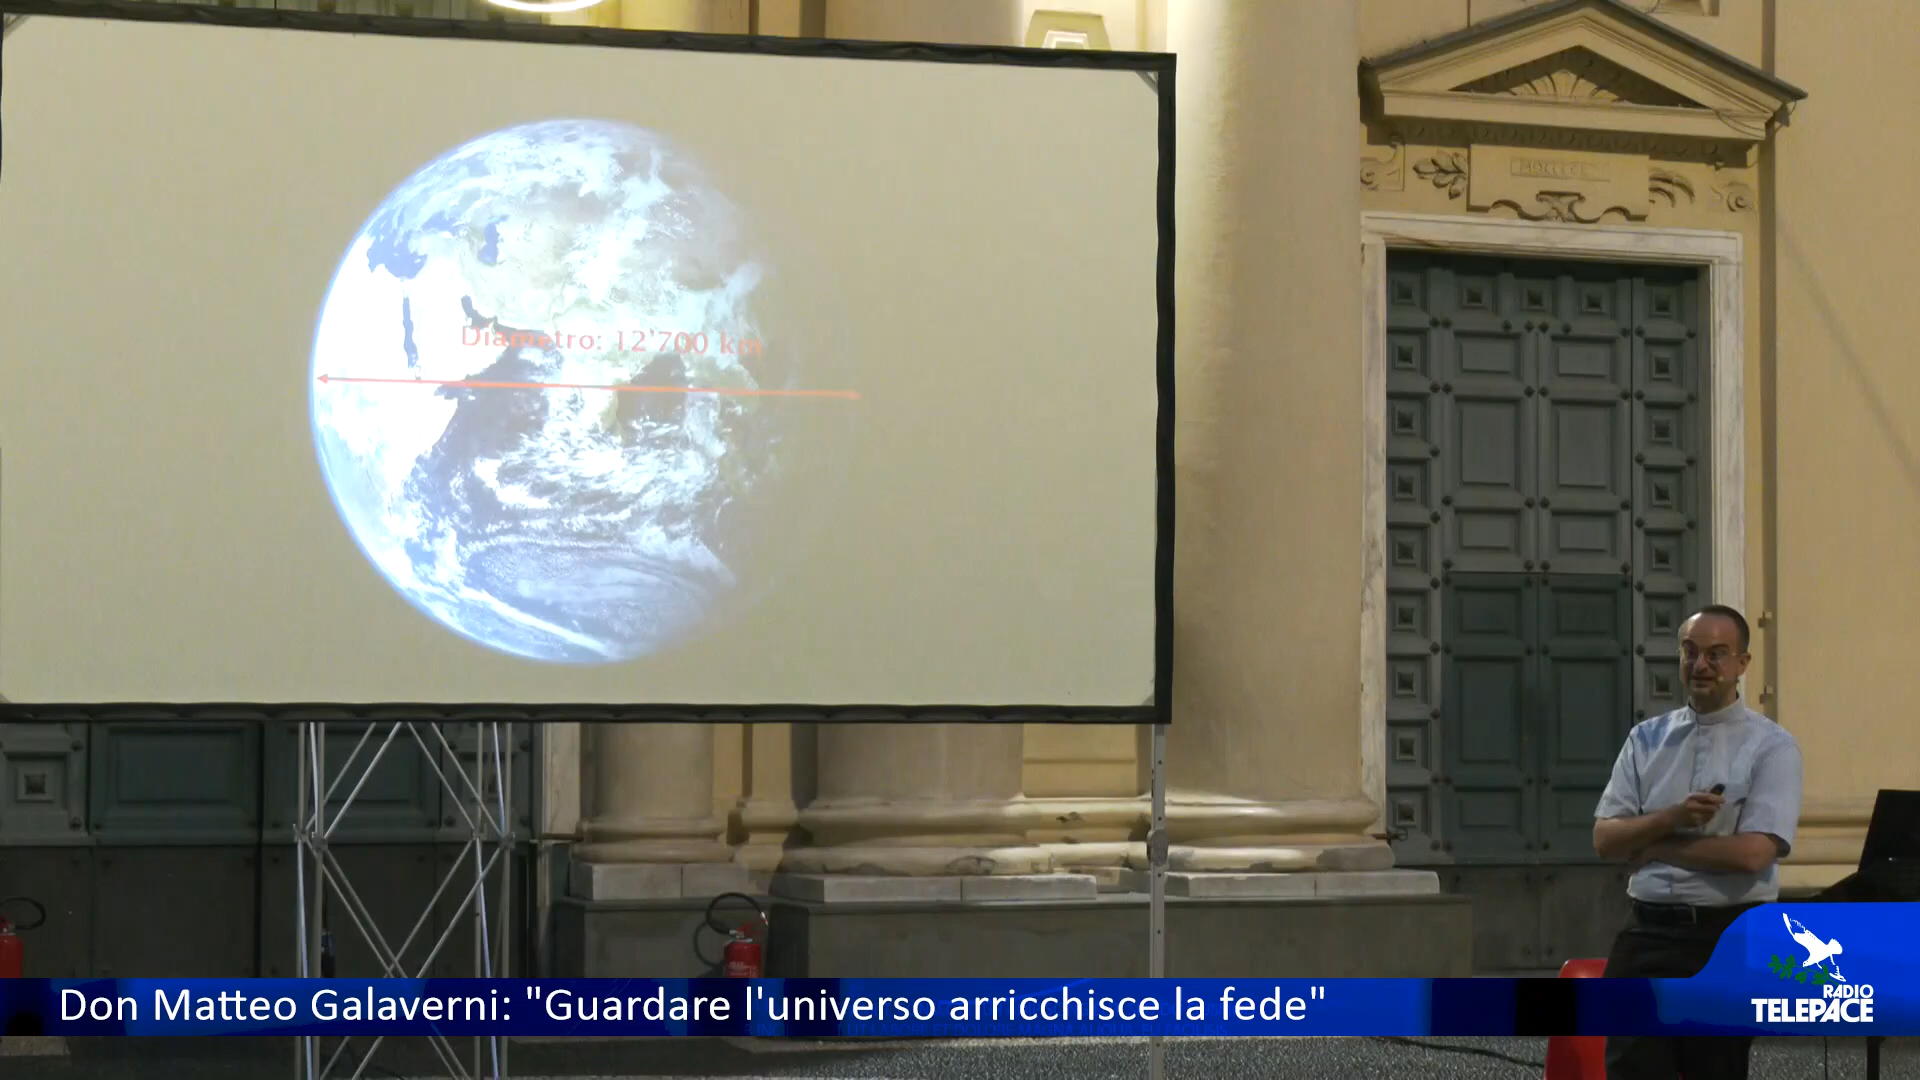 Diametro: 12'700 km
Don Matteo Galaverni: "Guardare l'universo arricchisce la fede"
RADIO
TELEPACE